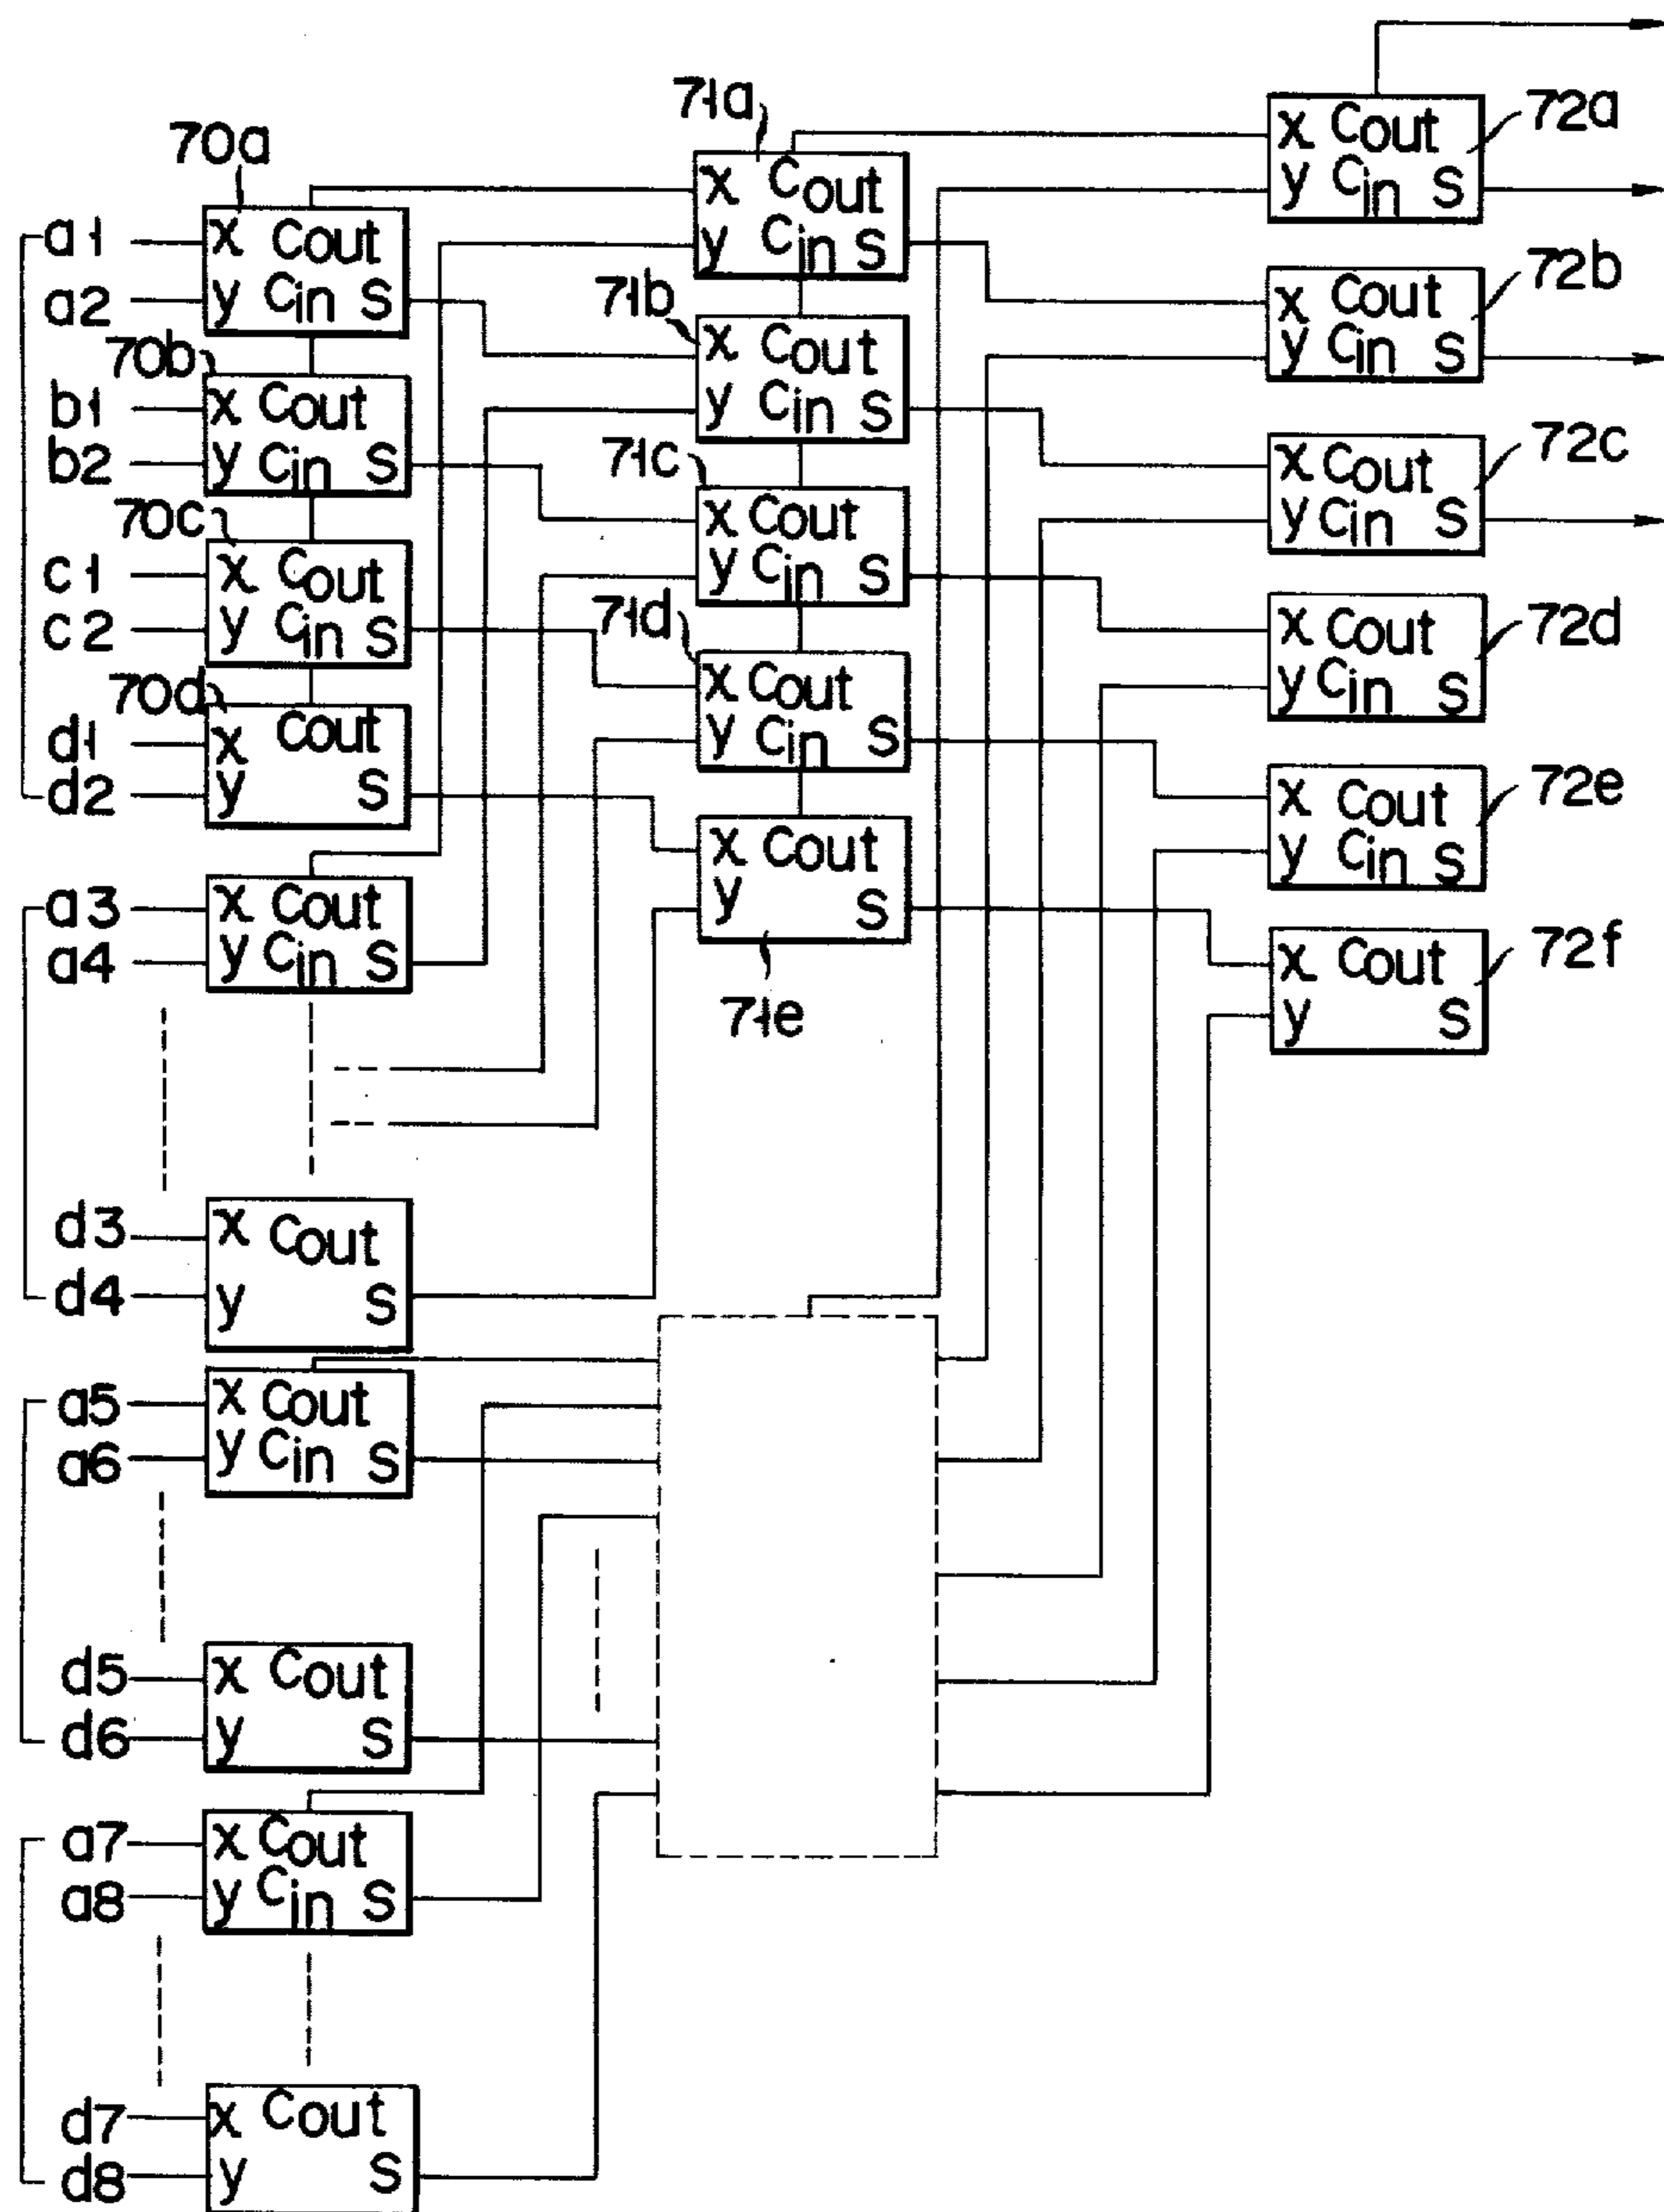 71a
72a
x Cout
y Cin S
70a
x Cout
y Cin S
a1
a2
x Cout
y Cin S
72b
x Cout
y Cin S
71b
x Cout
y Cin S
70b
b1
b2
x Cout
y Cin S
72c
x Cout
y Cin S
71c
x Cout
y Cin S
70c
c1
c2
x Cout
y Cin S
72d
x Cout
y Cin S
71d
x Cout
y Cin S
70d
d1
d2
x Cout
y S
72e
x Cout
y Cin S
x Cout
y S
71e
a3
a4
x Cout
y Cin S
72f
x Cout
y S
d3
d4
x Cout
y S
a5
a6
x Cout
y Cin S
d5
d6
x Cout
y S
a7
a8
x Cout
y Cin S
d7
d8
x Cout
y S